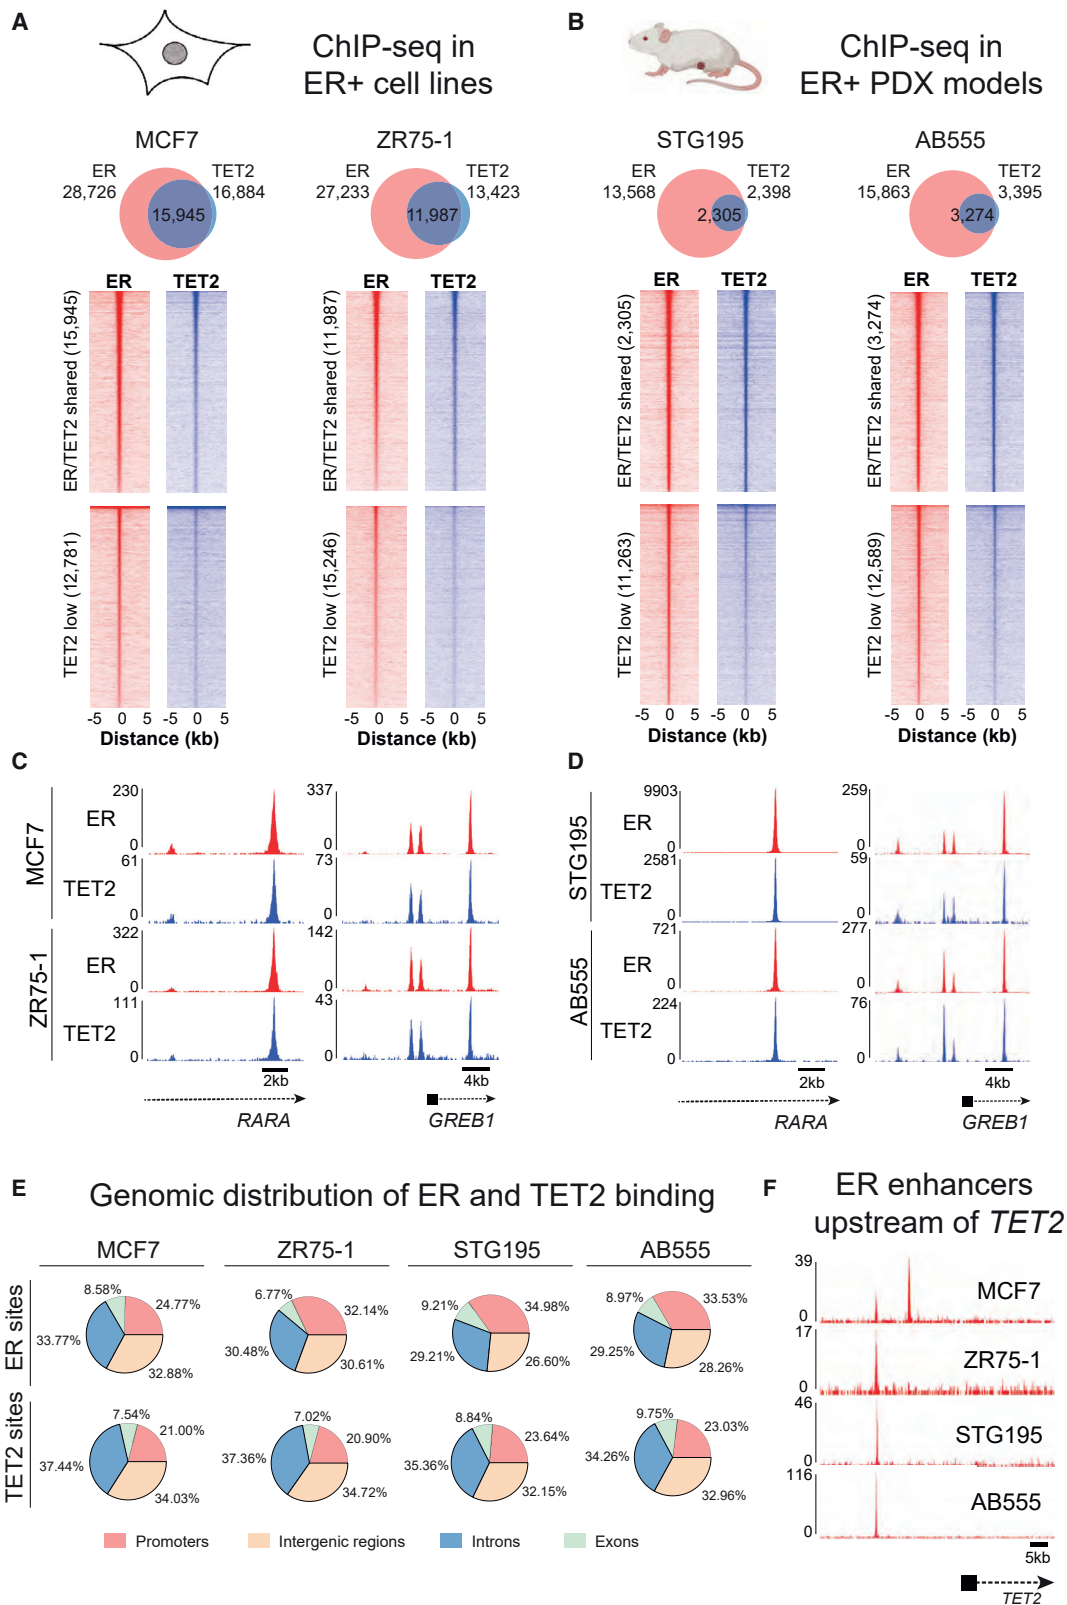 A
ChIP-seq in
ER+ cell lines
MCF7
ER
28,726
TET2
16,884
15,945
ZR75-1
ER
27,233
TET2
13,423
11,987
ER TET2
ER TET2
ER/TET2 shared (15,945)
ER/TET2 shared (11,987)
TET2 low (12,781)
TET2 low (15,246)
-5 0 5 -5 0 5
-5 0 5 -5 0 5
Distance (kb)
Distance (kb)
B
ChIP-seq in
ER+ PDX models
STG195
ER
13,568
TET2
2,398
2,305
AB555
ER
15,863
TET2
3,395
3,274
ER TET2
ER TET2
ER/TET2 shared (2,305)
ER/TET2 shared (3,274)
TET2 low (11,263)
TET2 low (12,589)
-5 0 5 -5 0 5
-5 0 5 -5 0 5
Distance (kb)
Distance (kb)
C
MCF7
ER
230
0
337
0
TET2
61
0
73
0
ZR75-1
ER
322
0
142
0
TET2
111
0
43
0
2kb
4kb
RARA
GREB1
D
STG195
ER
9903
0
259
0
TET2
2581
0
59
0
AB555
ER
721
0
277
0
TET2
224
0
76
0
2kb
4kb
RARA
GREB1
E
Genomic distribution of ER and TET2 binding
MCF7
ZR75-1
STG195
AB555
ER sites
8.58%
24.77%
33.77%
32.88%
6.77%
32.14%
30.48%
30.61%
9.21%
34.98%
29.21%
26.60%
8.97%
33.53%
29.25%
28.26%
TET2 sites
7.54%
21.00%
37.44%
34.03%
7.02%
20.90%
37.36%
34.72%
8.84%
23.64%
35.36%
32.15%
9.75%
23.03%
34.26%
32.96%
Promoters
Intergenic regions
Introns
Exons
F
ER enhancers
upstream of TET2
39
0
MCF7
17
0
ZR75-1
46
0
STG195
116
0
AB555
5kb
TET2